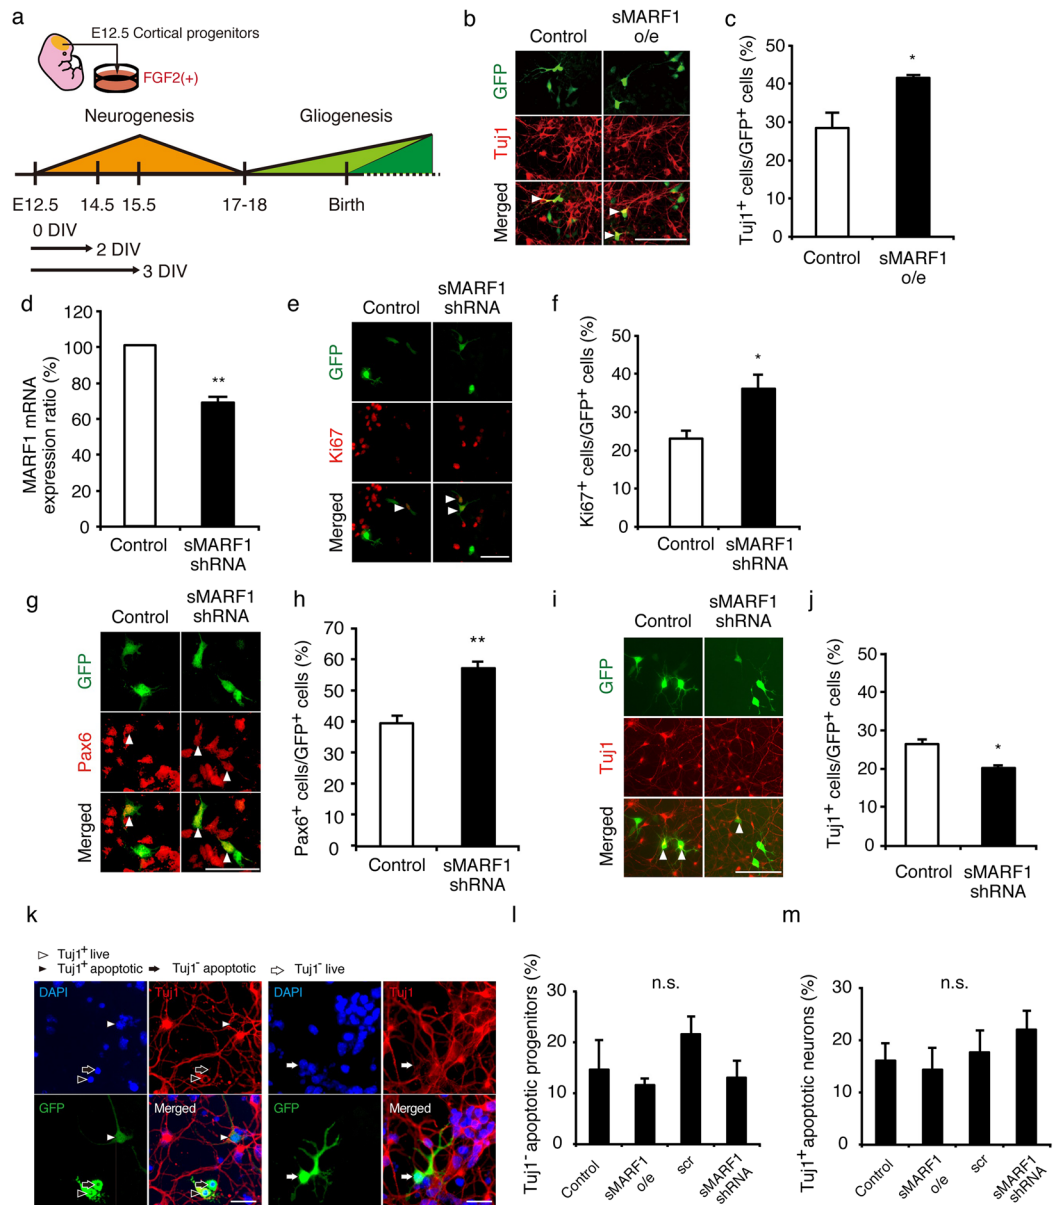 a
E12.5 Cortical progenitors
FGF2(+)
Neurogenesis
Gliogenesis
E12.5
14.5
15.5
17-18
Birth
0 DIV
2 DIV
3 DIV
b
Control
sMARF1
o/e
GFP
Tuj1
Merged
c
Tuj1+ cells/GFP+ cells (%)
50
40
30
20
10
0
*
Control
sMARF1
o/e
d
MARF1 mRNA
expression ratio (%)
120
100
80
60
40
20
0
**
Control
sMARF1
shRNA
e
Control
sMARF1
shRNA
GFP
Ki67
Merged
f
Ki67+ cells/GFP+ cells (%)
50
40
30
20
10
0
*
Control
sMARF1
shRNA
g
Control
sMARF1
shRNA
GFP
Pax6
Merged
h
Pax6+ cells/GFP+ cells (%)
70
60
50
40
30
20
10
0
**
Control
sMARF1
shRNA
i
Control
sMARF1
shRNA
GFP
Tuj1
Merged
j
Tuj1+ cells/GFP+ cells (%)
50
40
30
20
10
0
*
Control
sMARF1
shRNA
k
Tuj1+ live
Tuj1+ apoptotic
Tuj1- apoptotic
Tuj1- live
DAPI
Tuj1
DAPI
Tuj1
GFP
Merged
GFP
Merged
l
Tuj1- apoptotic progenitors (%)
30
20
10
0
n.s.
Control
sMARF1
o/e
scr
sMARF1
shRNA
m
Tuj1+ apoptotic neurons (%)
30
20
10
0
n.s.
Control
sMARF1
o/e
scr
sMARF1
shRNA